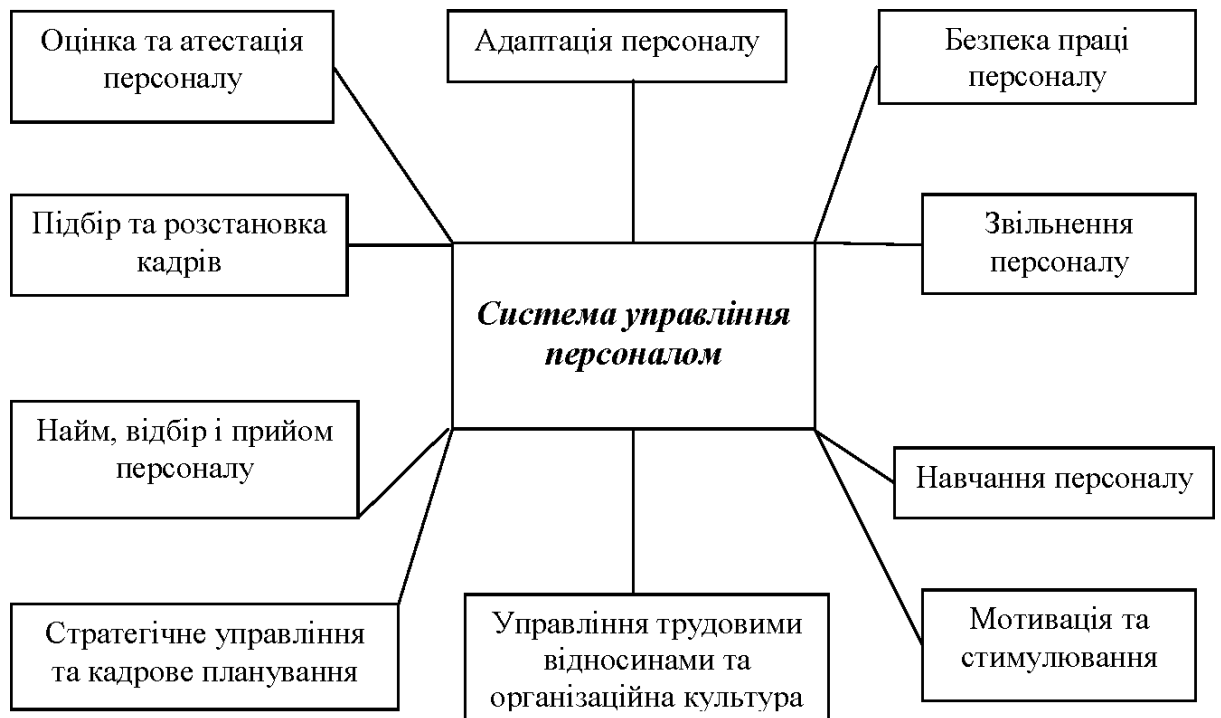 Оцінка та атестація
персоналу
Адаптація персоналу
Безпека праці
персоналу
Підбір та розстановка
кадрів
Звільнення
персоналу
Система управління
персоналом
Найм, відбір і прийом
персоналу
Навчання персоналу
Стратегічне управління
та кадрове планування
Управління трудовими
відносинами та
організаційна культура
Мотивація та
стимулювання